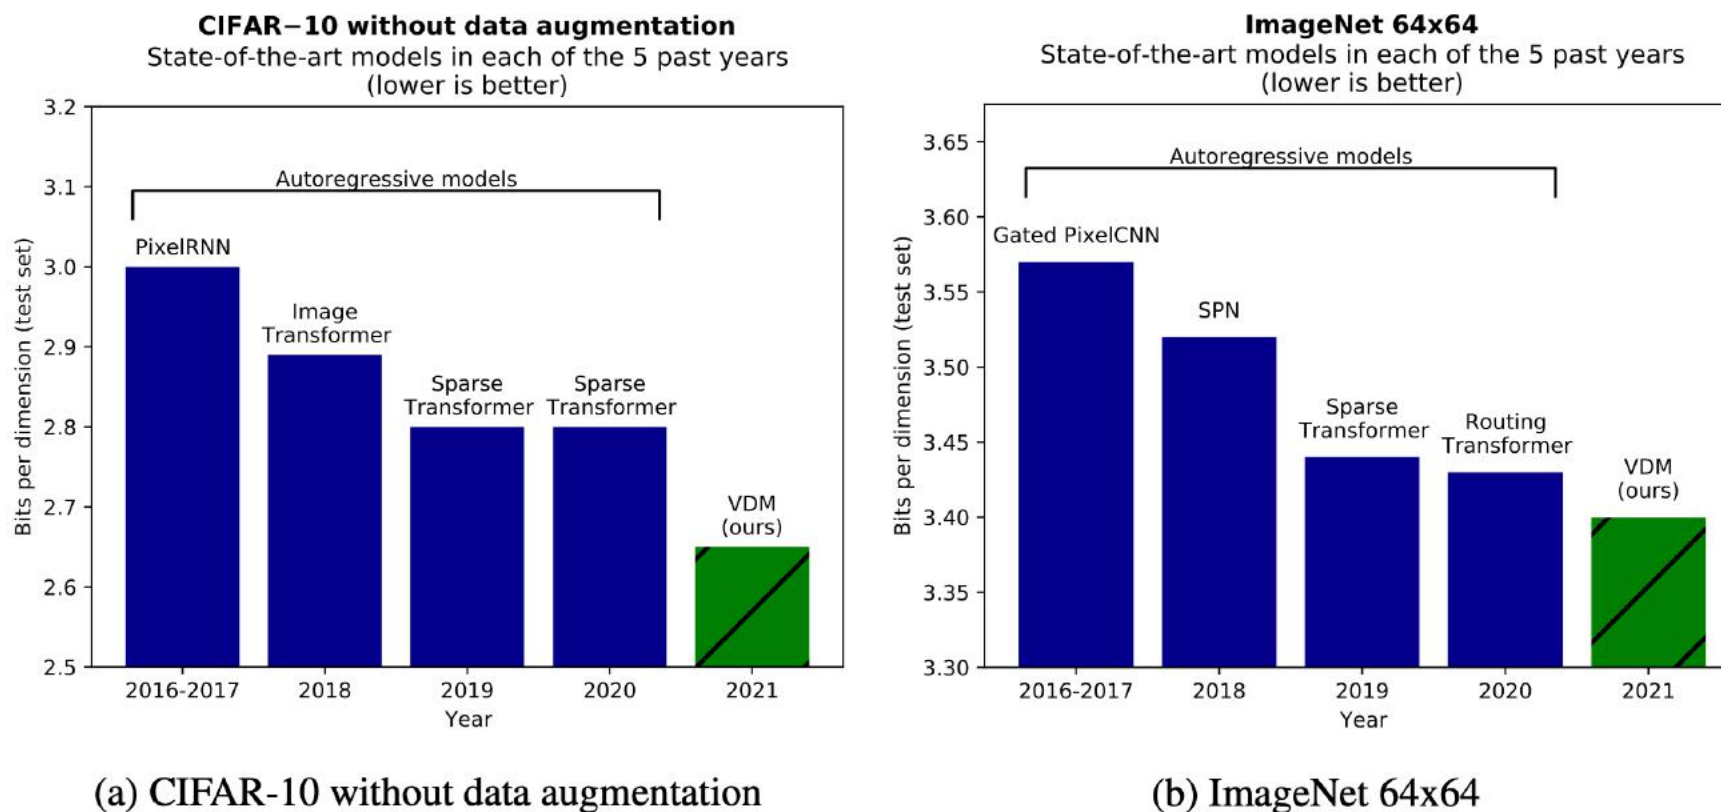 CIFAR−10 without data augmentation
State-of-the-art models in each of the 5 past years
(lower is better)
3.2
3.1
3.0
2.9
2.8
2.7
2.6
2.5
Bits per dimension (test set)
Autoregressive models
PixelRNN
Image
Transformer
Sparse
Transformer
Sparse
Transformer
VDM
(ours)
2016-2017
2018
2019
2020
2021
Year
(a) CIFAR-10 without data augmentation
ImageNet 64x64
State-of-the-art models in each of the 5 past years
(lower is better)
3.65
3.60
3.55
3.50
3.45
3.40
3.35
3.30
Bits per dimension (test set)
Autoregressive models
Gated PixelCNN
SPN
Sparse
Transformer
Routing
Transformer
VDM
(ours)
2016-2017
2018
2019
2020
2021
Year
(b) ImageNet 64x64